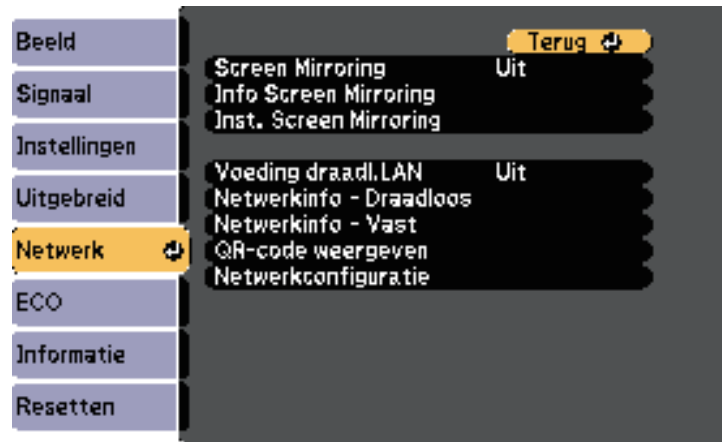 Beeld
Signaal
Instellingen
Uitgebreid
Netwerk
ECO
Informatie
Resetten
Terug
Screen Mirroring Uit
Info Screen Mirroring
Inst. Screen Mirroring
Voeding draadl.LAN Uit
Netwerkinfo - Draadloos
Netwerkinfo - Vast
QR-code weergeven
Netwerkconfiguratie